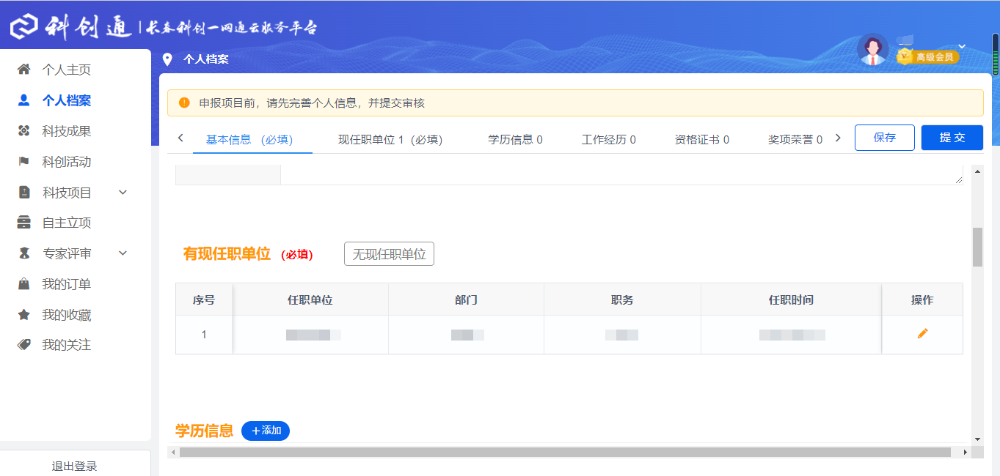 科创通 | 长春科创一网通云服务平台
高级会员
个人档案
个人主页
个人档案
科技成果
科创活动
科技项目
自主立项
专家评审
我的订单
我的收藏
我的关注
退出登录
申报项目前，请先完善个人信息，并提交审核
基本信息 （必填） 现任职单位 1（必填） 学历信息 0 工作经历 0 资格证书 0 奖项荣誉 0 保存 提 交
有现任职单位 (必填) 无现任职单位
序号 任职单位 部门 职务 任职时间 操作
1
学历信息 +添加